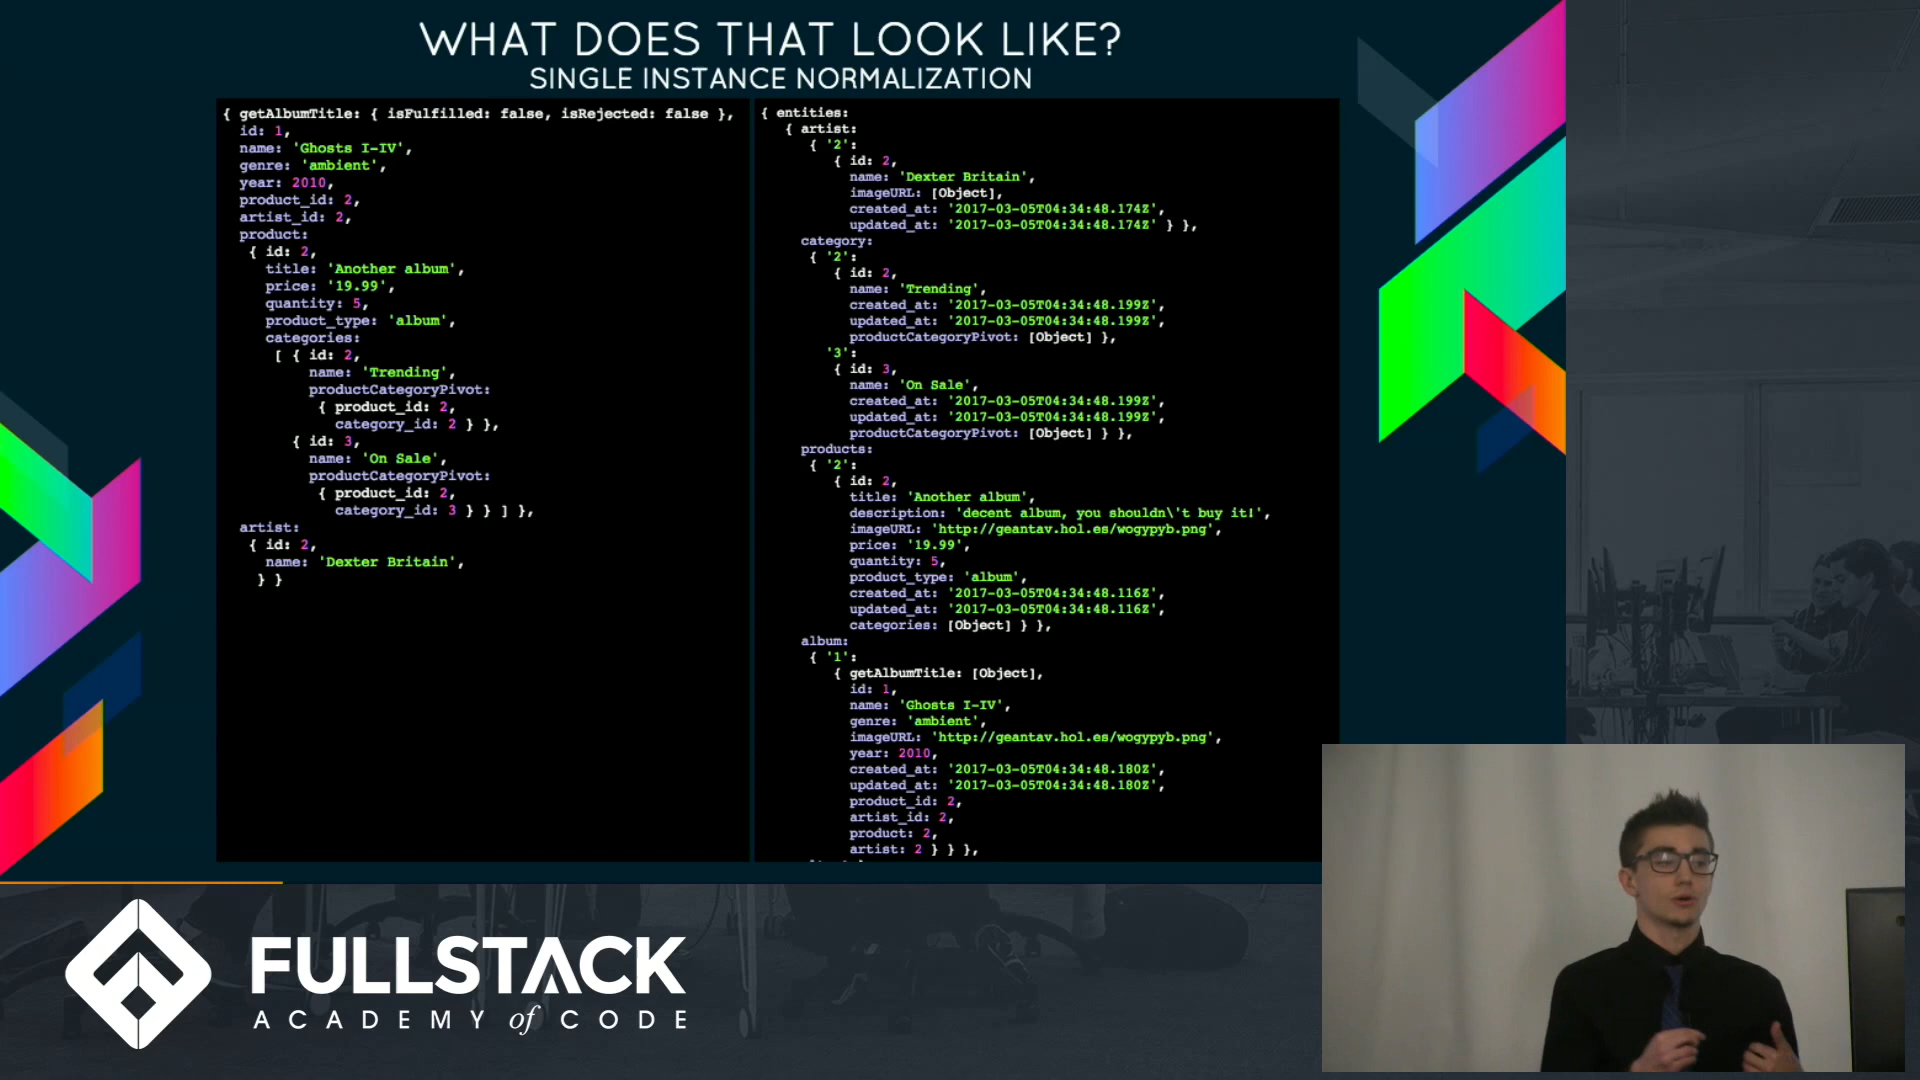 WHAT DOES THAT LOOK LIKE?
SINGLE INSTANCE NORMALIZATION
{ getAlbumTitle: { isFulfilled: false, isRejected: false },
id: 1,
name: 'Ghosts I-IV',
genre: 'ambient',
year: 2010,
product_id: 2,
artist_id: 2,
product:
{ id: 2,
title: 'Another album',
price: '19.99',
quantity: 5,
product_type: 'album',
categories:
[ { id: 2,
name: 'Trending',
productCategoryPivot:
{ product_id: 2,
category_id: 2 } },
{ id: 3,
name: 'On Sale',
productCategoryPivot:
{ product_id: 2,
category_id: 3 } } ] },
artist:
{ id: 2,
name: 'Dexter Britain',
} }
{ entities:
{ artist:
{ '2':
{ id: 2,
name: 'Dexter Britain',
imageURL: [Object],
created_at: '2017-03-05T04:34:48.174Z',
updated_at: '2017-03-05T04:34:48.174Z' } },
category:
{ '2':
{ id: 2,
name: 'Trending',
created_at: '2017-03-05T04:34:48.199Z',
updated_at: '2017-03-05T04:34:48.199Z',
productCategoryPivot: [Object] },
'3':
{ id: 3,
name: 'On Sale',
created_at: '2017-03-05T04:34:48.199Z',
updated_at: '2017-03-05T04:34:48.199Z',
productCategoryPivot: [Object] } },
products:
{ '2':
{ id: 2,
title: 'Another album',
description: 'decent album, you shouldn\'t buy it!',
imageURL: 'http://geantav.hol.es/wogypyb.png',
price: '19.99',
quantity: 5,
product_type: 'album',
created_at: '2017-03-05T04:34:48.116Z',
updated_at: '2017-03-05T04:34:48.116Z',
categories: [Object] } },
album:
{ '1':
{ getAlbumTitle: [Object],
id: 1,
name: 'Ghosts I-IV',
genre: 'ambient',
imageURL: 'http://geantav.hol.es/wogypyb.png',
year: 2010,
created_at: '2017-03-05T04:34:48.180Z',
updated_at: '2017-03-05T04:34:48.180Z',
product_id: 2,
artist_id: 2,
product: 2,
artist: 2 } } },
FULLSTACK
ACADEMY of CODE